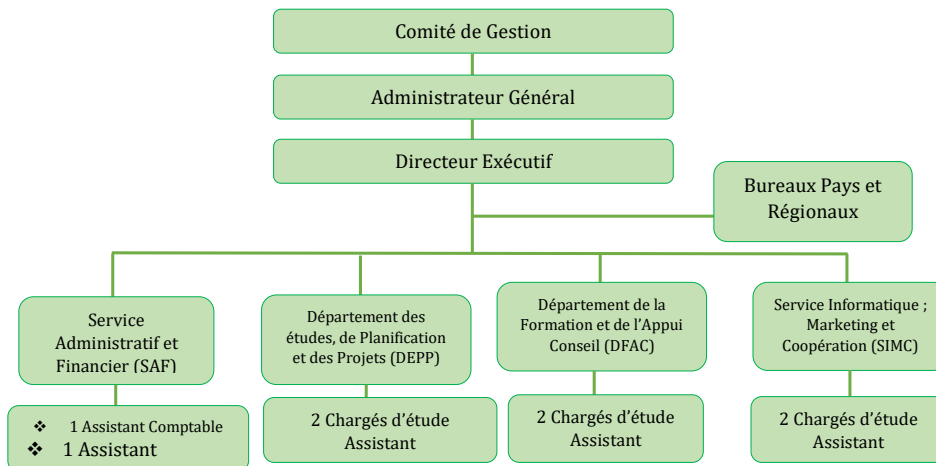 Comité de Gestion
Administrateur Général
Directeur Exécutif
Bureaux Pays et
Régionaux
Service
Administratif et
Financier (SAF)
Département des
études, de Planification
et des Projets (DEPP)
Département de la
Formation et de l’Appui
Conseil (DFAC)
Service Informatique ;
Marketing et
Coopération (SIMC)
❖ 1 Assistant Comptable
❖ 1 Assistant
2 Chargés d’étude
Assistant
2 Chargés d’étude
Assistant
2 Chargés d’étude
Assistant